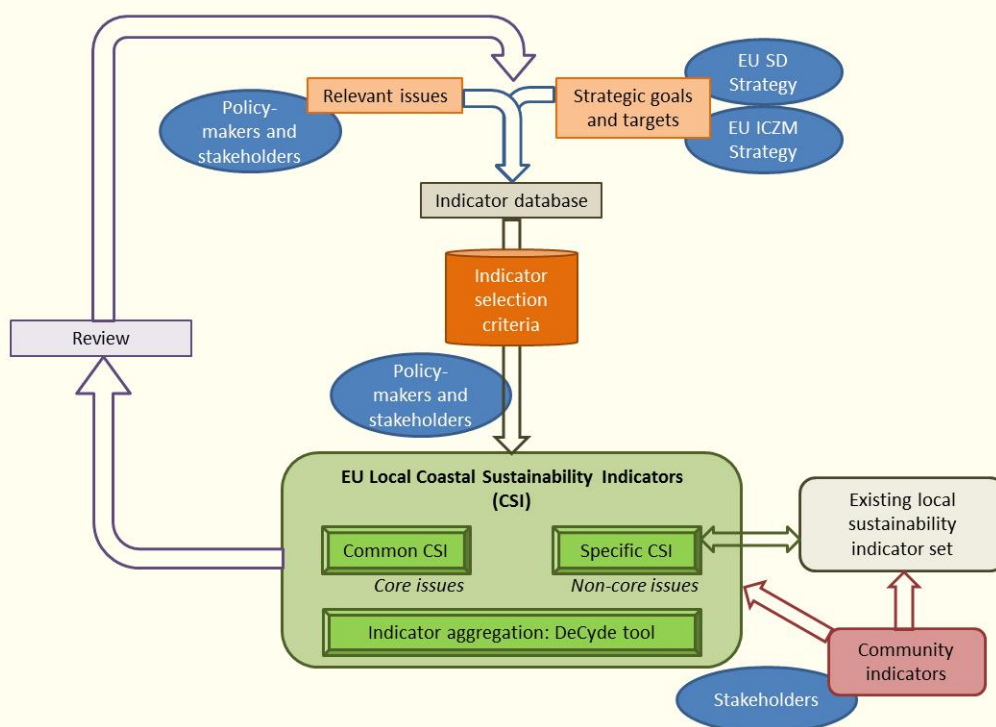 EU SD
Strategy
Relevant issues
Strategic goals
and targets
Policy-
makers and
stakeholders
EU ICZM
Strategy
Indicator database
Indicator
selection
criteria
Review
Policy-
makers and
stakeholders
EU Local Coastal Sustainability Indicators
(CSI)
Existing local
sustainability
indicator set
Common CSI
Specific CSI
Core issues
Non-core issues
Indicator aggregation: DeCyde tool
Community
indicators
Stakeholders